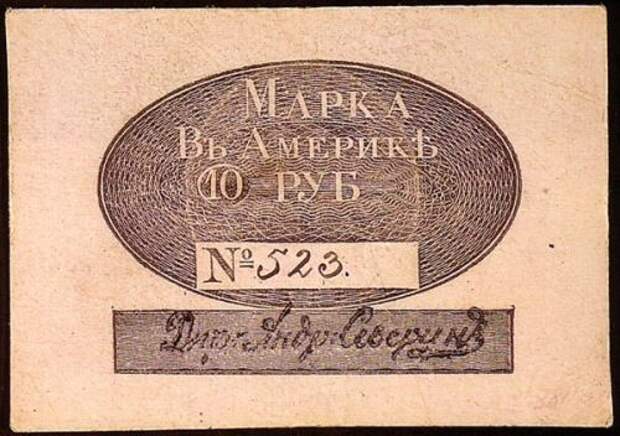 Марка
Въ Америкѣ
10 руб
№ 523.
Дир: Андр: Северинъ